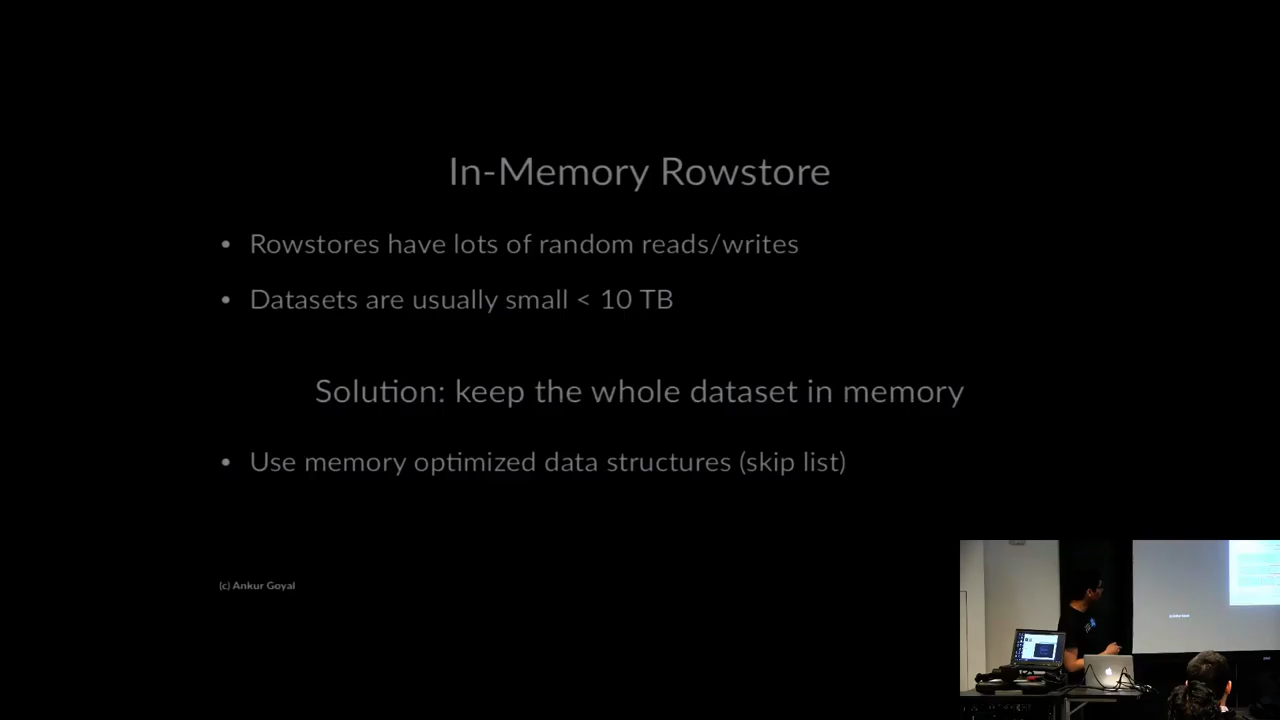 In-Memory Rowstore
• Rowstores have lots of random reads/writes
• Datasets are usually small < 10 TB
Solution: keep the whole dataset in memory
• Use memory optimized data structures (skip list)
(c) Ankur Goyal